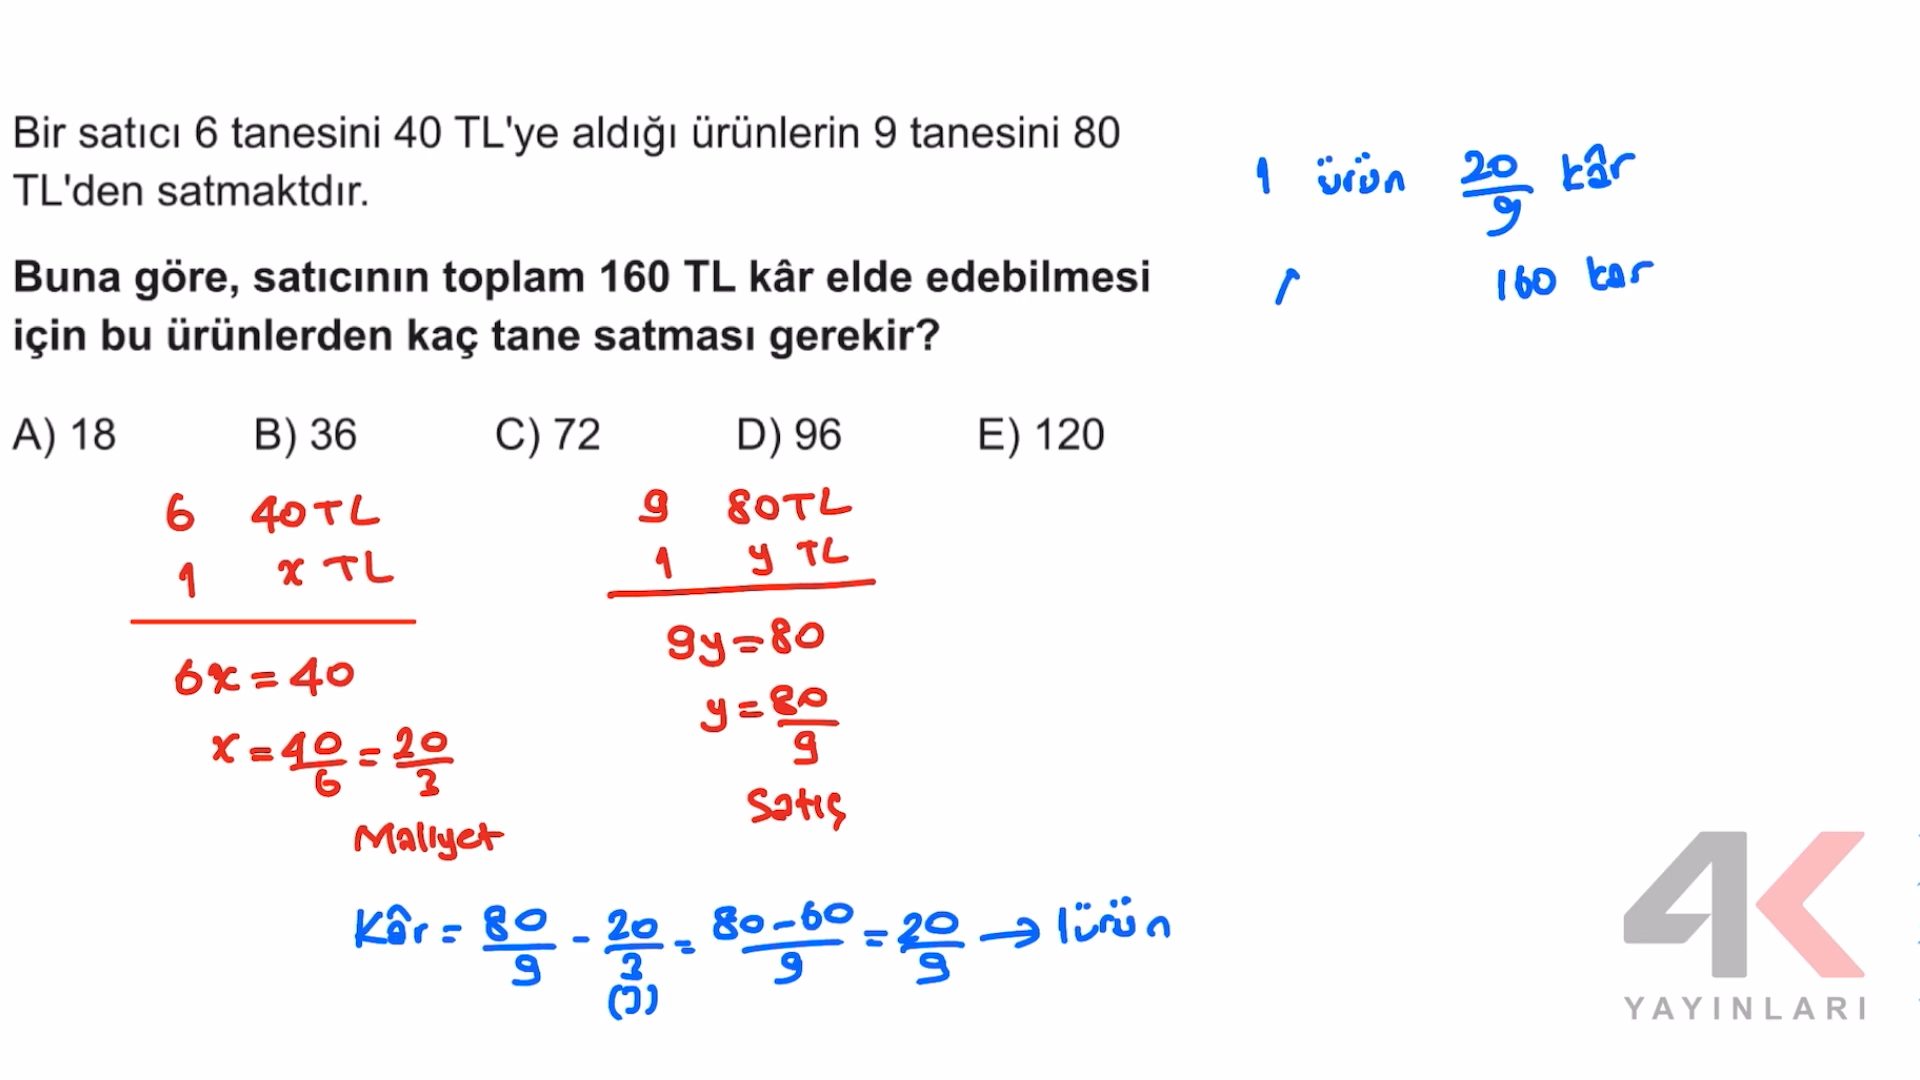 Bir satıcı 6 tanesini 40 TL'ye aldığı ürünlerin 9 tanesini 80
TL'den satmaktdır.
Buna göre, satıcının toplam 160 TL kâr elde edebilmesi
için bu ürünlerden kaç tane satması gerekir?
A) 18 B) 36 C) 72 D) 96 E) 120
1 ürün 20/9 kâr
160 kar
6 40TL
1 x TL
6x = 40
x = 40/6 = 20/3
Maliyet
9 80TL
1 y TL
9y = 80
y = 80/9
Satış
Kâr = 80/9 - 20/3 = 80-60/9 = 20/9 → 1ürün
(3)
4K
YAYINLARI